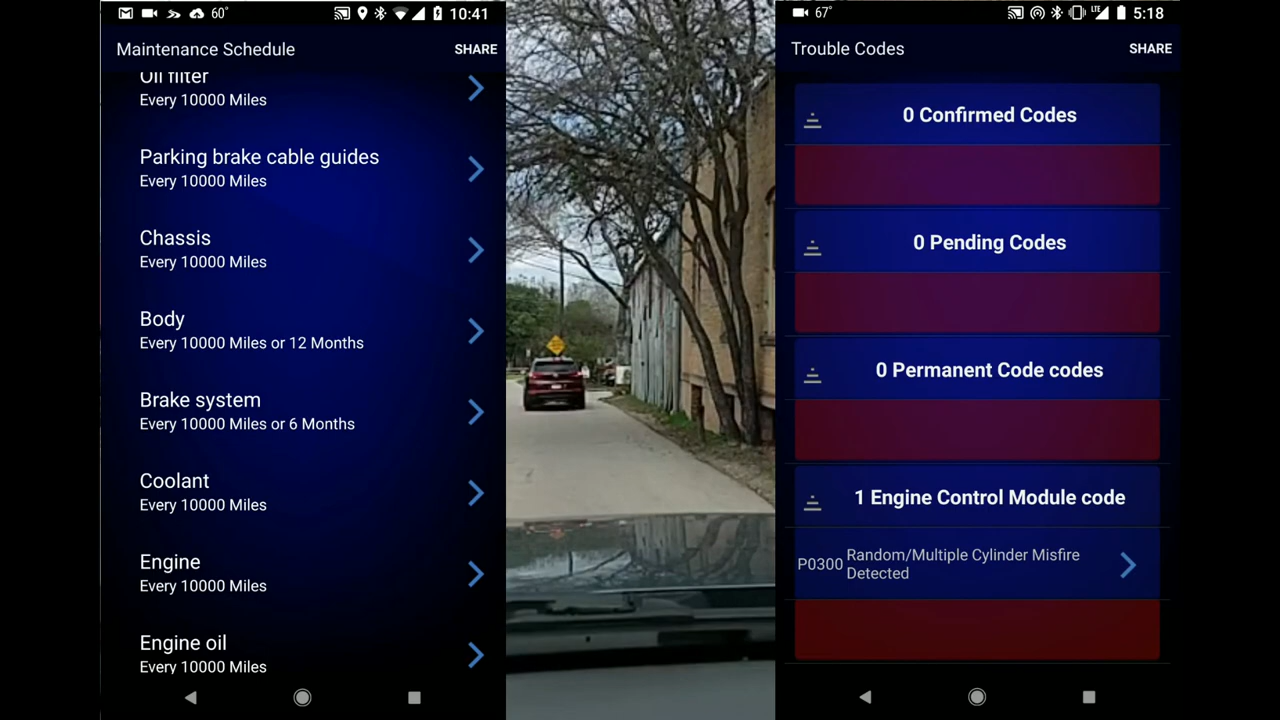 60°
10:41
Maintenance Schedule
SHARE
Oil filter
Every 10000 Miles
Parking brake cable guides
Every 10000 Miles
Chassis
Every 10000 Miles
Body
Every 10000 Miles or 12 Months
Brake system
Every 10000 Miles or 6 Months
Coolant
Every 10000 Miles
Engine
Every 10000 Miles
Engine oil
Every 10000 Miles
67°
LTE
5:18
Trouble Codes
SHARE
0 Confirmed Codes
0 Pending Codes
0 Permanent Code codes
1 Engine Control Module code
P0300
Random/Multiple Cylinder Misfire
Detected